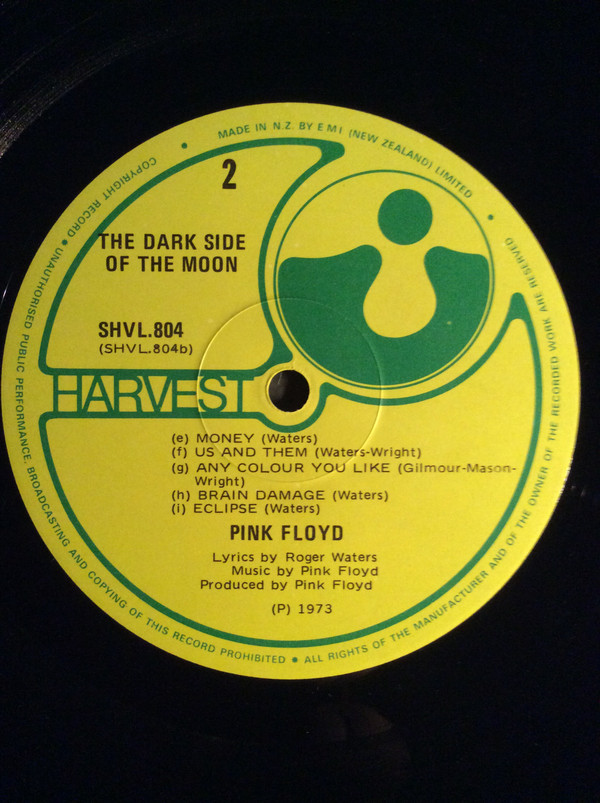 MADE IN N.Z. BY EMI (NEW ZEALAND) LIMITED
COPYRIGHT RECORD • UNAUTHORISED PUBLIC PERFORMANCE. BROADCASTING AND COPYING OF THIS RECORD PROHIBITED • ALL RIGHTS OF THE MANUFACTURER AND OF THE OWNER OF THE RECORDED WORK ARE RESERVED
2
THE DARK SIDE
OF THE MOON
SHVL.804
(SHVL.804b)
HARVEST
(e) MONEY (Waters)
(f) US AND THEM (Waters-Wright)
(g) ANY COLOUR YOU LIKE (Gilmour-Mason-
Wright)
(h) BRAIN DAMAGE (Waters)
(i) ECLIPSE (Waters)
PINK FLOYD
Lyrics by Roger Waters
Music by Pink Floyd
Produced by Pink Floyd
(P) 1973